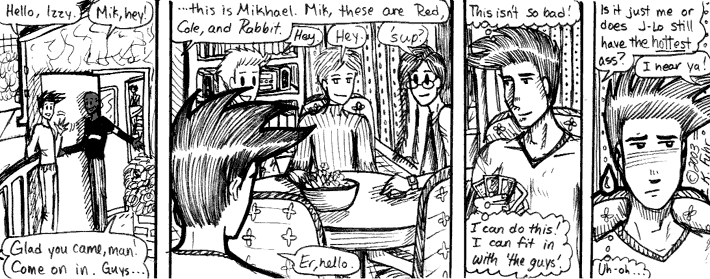 Hello, Izzy.
Mik, hey!
Glad you came, man.
Come on in. Guys...
...this is Mikhael. Mik, these are Red,
Cole, and Rabbit.
Hey
Hey.
'sup?
Er, hello.
This isn't so bad!
I can do this!
I can fit in
with the guys!
Is it just me or
does J-Lo still
have the hottest
ass?
I hear ya!
Uh-oh...
©2003
K. Fuhr